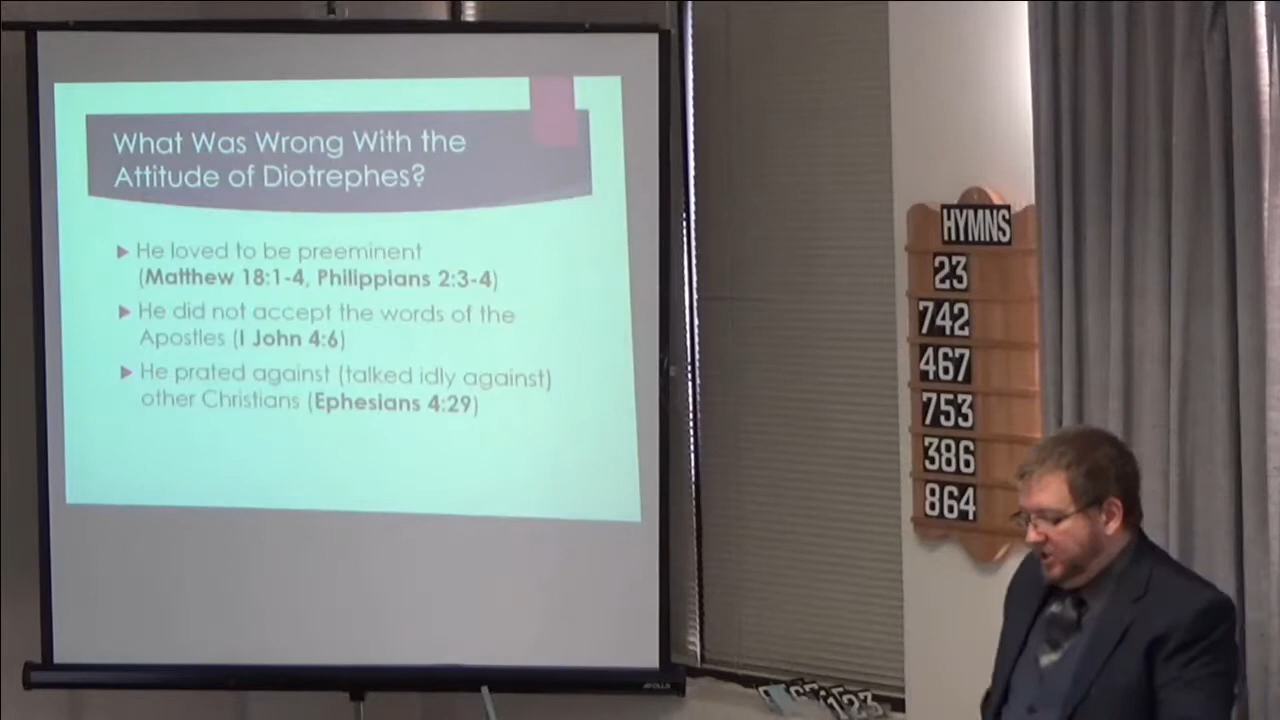 What Was Wrong With the
Attitude of Diotrephes?
He loved to be preeminent
(Matthew 18:1-4, Philippians 2:3-4)
He did not accept the words of the
Apostles (I John 4:6)
He prated against (talked idly against)
other Christians (Ephesians 4:29)
HYMNS
23
742
467
753
386
864
APOLLO